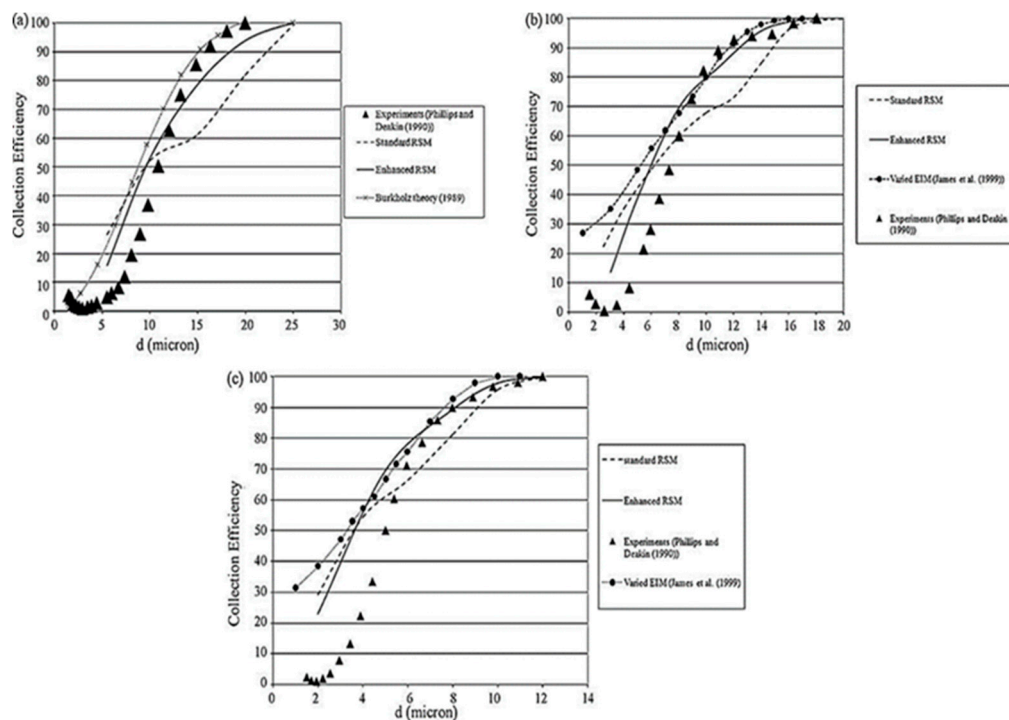 (a)
100
90
80
70
60
50
40
30
20
10
0
Collection Efficiency
0 5 10 15 20 25 30
d (micron)
Experiments (Phillips and
Deakin (1990))
Standard RSM
Enhanced RSM
Burkholz theory (1989)
(b)
100
90
80
70
60
50
40
30
20
10
0
Collection Efficiency
0 2 4 6 8 10 12 14 16 18 20
d (micron)
Standard RSM
Enhanced RSM
Varied EIM (James et al. (1999))
Experiments (Phillips and Deakin
(1990))
(c)
100
90
80
70
60
50
40
30
20
10
0
Collection Efficiency
0 2 4 6 8 10 12 14
d (micron)
standard RSM
Enhanced RSM
Experiments (Phillips and
Deakin (1990))
Varied EIM (James et al. (1999)